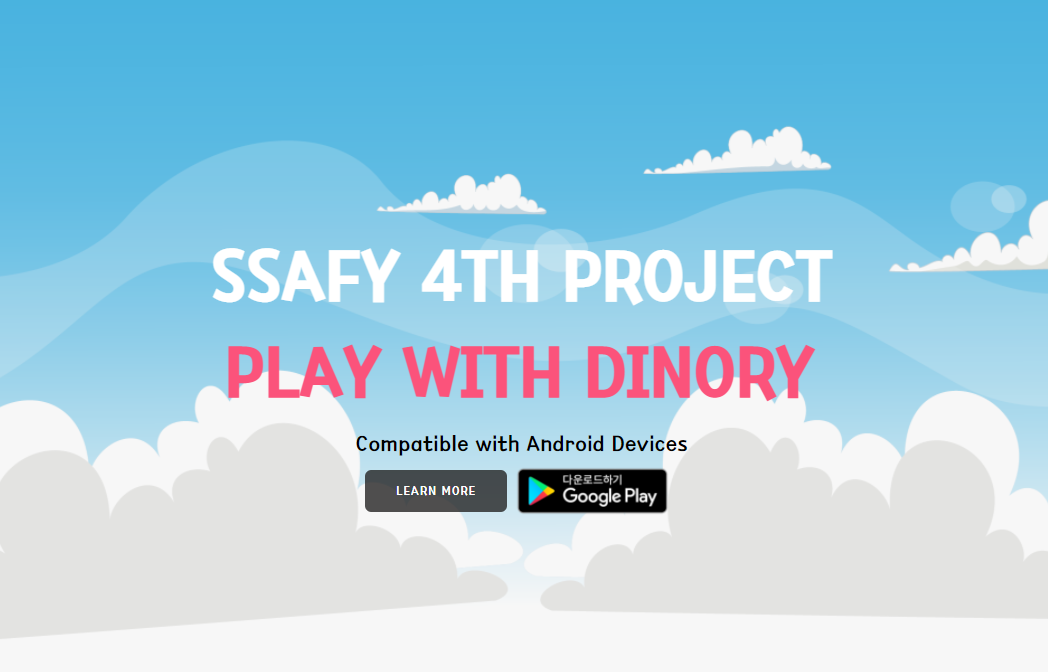 SSAFY 4TH PROJECT
PLAY WITH DINORY
Compatible with Android Devices
LEARN MORE
다운로드하기
Google Play